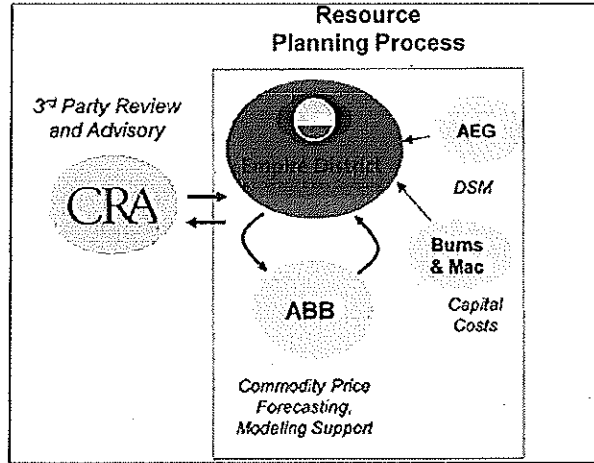 Resource
Planning Process
3rd Party Review
and Advisory
CRA
Empire District
AEG
DSM
Burns
& Mac
Capital
Costs
ABB
Commodity Price
Forecasting,
Modeling Support